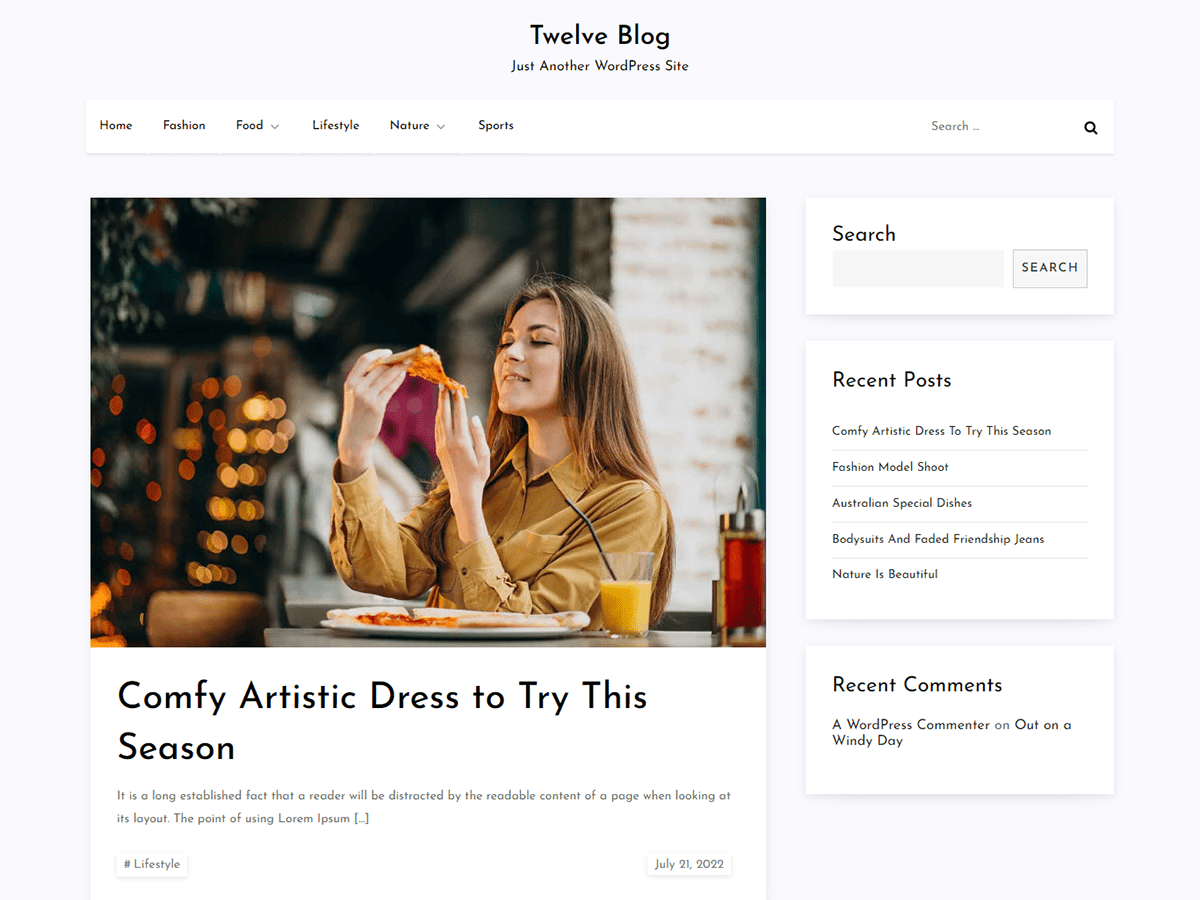 Twelve Blog
Just Another WordPress Site
Home Fashion Food Lifestyle Nature Sports
Search ...
Comfy Artistic Dress to Try This
Season
It is a long established fact that a reader will be distracted by the readable content of a page when looking at
its layout. The point of using Lorem Ipsum [...]
# Lifestyle
July 21, 2022
Search
SEARCH
Recent Posts
Comfy Artistic Dress To Try This Season
Fashion Model Shoot
Australian Special Dishes
Bodysuits And Faded Friendship Jeans
Nature Is Beautiful
Recent Comments
A WordPress Commenter on Out on a
Windy Day